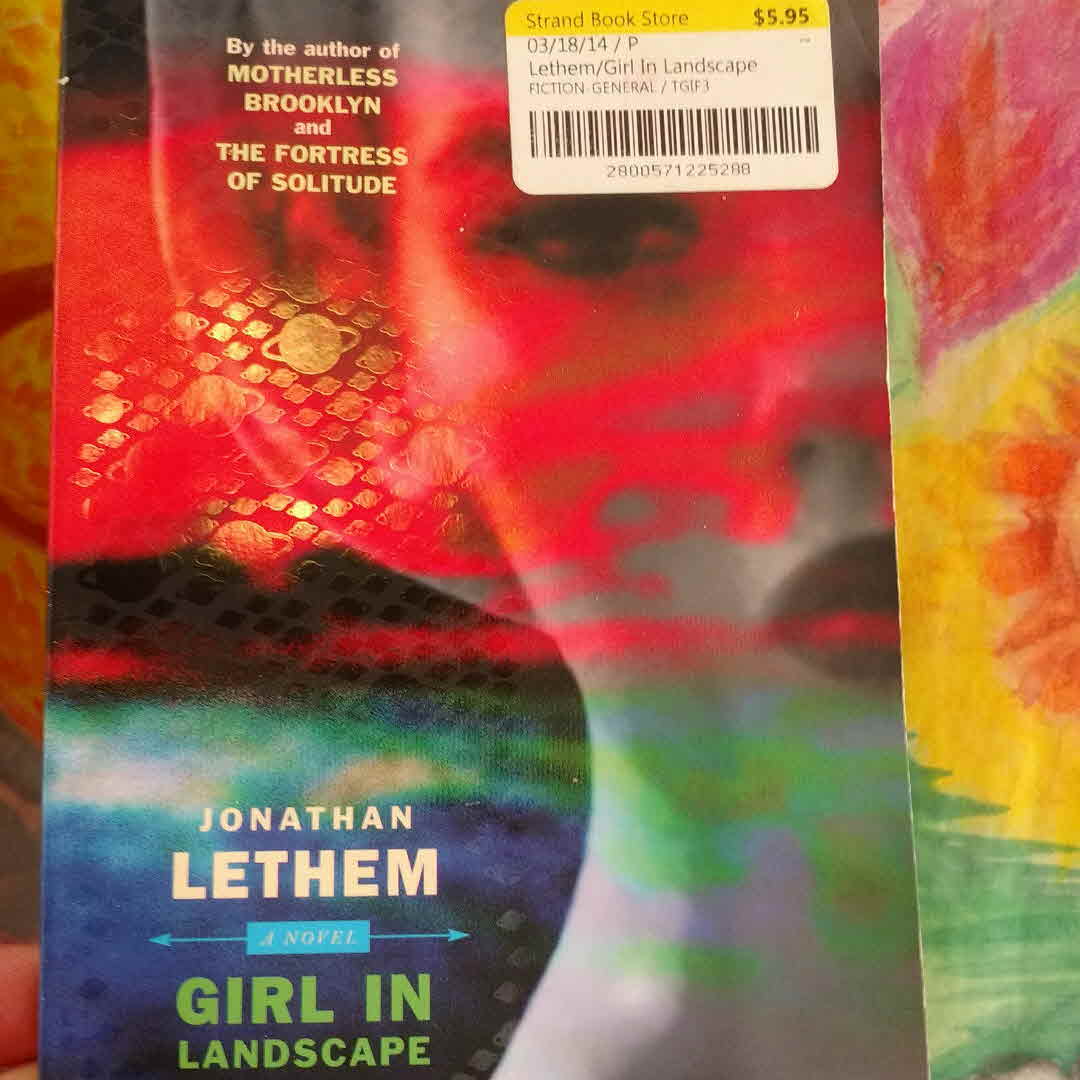 Strand Book Store $5.95
03/18/14 / P
Lethem/Girl In Landscape
FICTION-GENERAL / TGIF3
2800571225288
By the author of
MOTHERLESS
BROOKLYN
and
THE FORTRESS
OF SOLITUDE
JONATHAN
LETHEM
A NOVEL
GIRL IN
LANDSCAPE